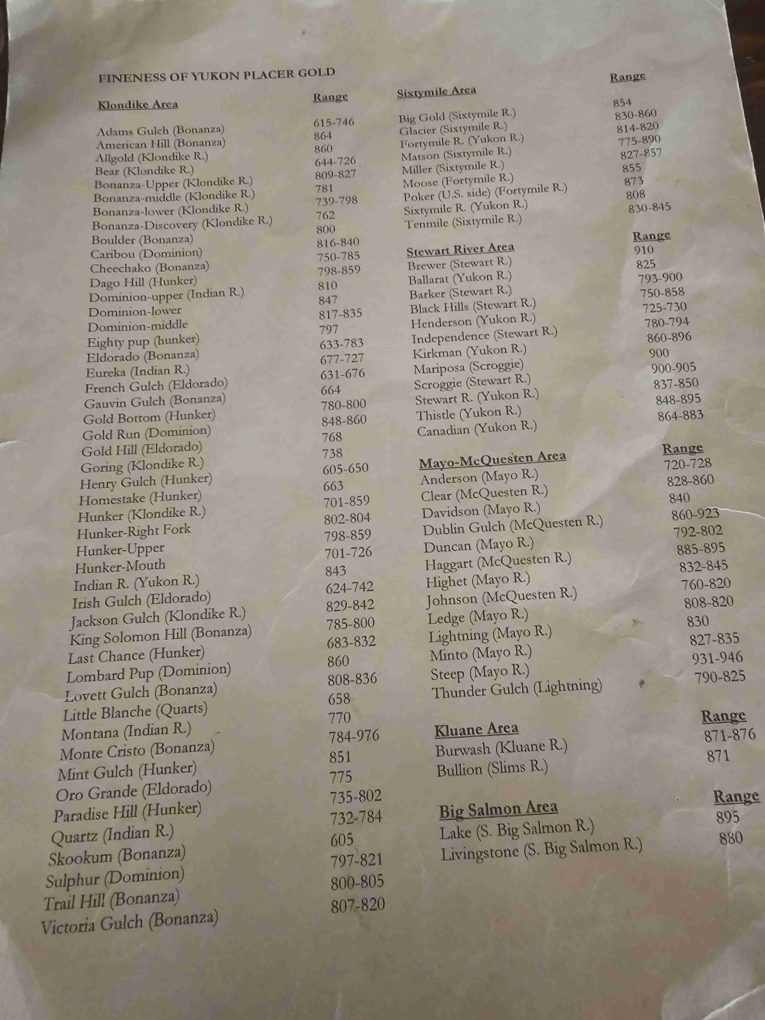 FINENESS OF YUKON PLACER GOLD
Klondike Area Range
Adams Gulch (Bonanza) 615-746
American Hill (Bonanza) 864
Allgold (Klondike R.) 860
Bear (Klondike R.) 644-726
Bonanza-Upper (Klondike R.) 809-827
Bonanza-middle (Klondike R.) 781
Bonanza-lower (Klondike R.) 739-798
Bonanza-Discovery (Klondike R.) 762
Boulder (Bonanza) 800
Caribou (Dominion) 816-840
Cheechako (Bonanza) 750-785
Dago Hill (Hunker) 798-859
Dominion-upper (Indian R.) 810
Dominion-lower 847
Dominion-middle 817-835
Eighty pup (hunker) 797
Eldorado (Bonanza) 633-783
Eureka (Indian R.) 677-727
French Gulch (Eldorado) 631-676
Gauvin Gulch (Bonanza) 664
Gold Bottom (Hunker) 780-800
Gold Run (Dominion) 848-860
Gold Hill (Eldorado) 768
Goring (Klondike R.) 738
Henry Gulch (Hunker) 605-650
Homestake (Hunker) 663
Hunker (Klondike R.) 701-859
Hunker-Right Fork 802-804
Hunker-Upper 798-859
Hunker-Mouth 701-726
Indian R. (Yukon R.) 843
Irish Gulch (Eldorado) 624-742
Jackson Gulch (Klondike R.) 829-842
King Solomon Hill (Bonanza) 785-800
Last Chance (Hunker) 683-832
Lombard Pup (Dominion) 860
Lovett Gulch (Bonanza) 808-836
Little Blanche (Quarts) 658
Montana (Indian R.) 770
Monte Cristo (Bonanza) 784-976
Mint Gulch (Hunker) 851
Oro Grande (Eldorado) 775
Paradise Hill (Hunker) 735-802
Quartz (Indian R.) 732-784
Skookum (Bonanza) 605
Sulphur (Dominion) 797-821
Trail Hill (Bonanza) 800-805
Victoria Gulch (Bonanza) 807-820
Sixtymile Area Range
Big Gold (Sixtymile R.) 854
Glacier (Sixtymile R.) 830-860
Fortymile R. (Yukon R.) 814-820
Matson (Sixtymile R.) 775-890
Miller (Sixtymile R.) 827-857
Moose (Fortymile R.) 855
Poker (U.S. side) (Fortymile R.) 873
Sixtymile R. (Yukon R.) 808
Tenmile (Sixtymile R.) 830-845
Stewart River Area Range
Brewer (Stewart R.) 910
Ballarat (Yukon R.) 825
Barker (Stewart R.) 793-900
Black Hills (Stewart R.) 750-858
Henderson (Yukon R.) 725-730
Independence (Stewart R.) 780-794
Kirkman (Yukon R.) 860-896
Mariposa (Scroggie) 900
Scroggie (Stewart R.) 900-905
Stewart R. (Yukon R.) 837-850
Thistle (Yukon R.) 848-895
Canadian (Yukon R.) 864-883
Mayo-McQuesten Area Range
Anderson (Mayo R.) 720-728
Clear (McQuesten R.) 828-860
Davidson (Mayo R.) 840
Dublin Gulch (McQuesten R.) 860-923
Duncan (Mayo R.) 792-802
Haggart (McQuesten R.) 885-895
Highet (Mayo R.) 832-845
Johnson (McQuesten R.) 760-820
Ledge (Mayo R.) 808-820
Lightning (Mayo R.) 830
Minto (Mayo R.) 827-835
Steep (Mayo R.) 931-946
Thunder Gulch (Lightning) 790-825
Kluane Area Range
Burwash (Kluane R.) 871-876
Bullion (Slims R.) 871
Big Salmon Area Range
Lake (S. Big Salmon R.) 895
Livingstone (S. Big Salmon R.) 880